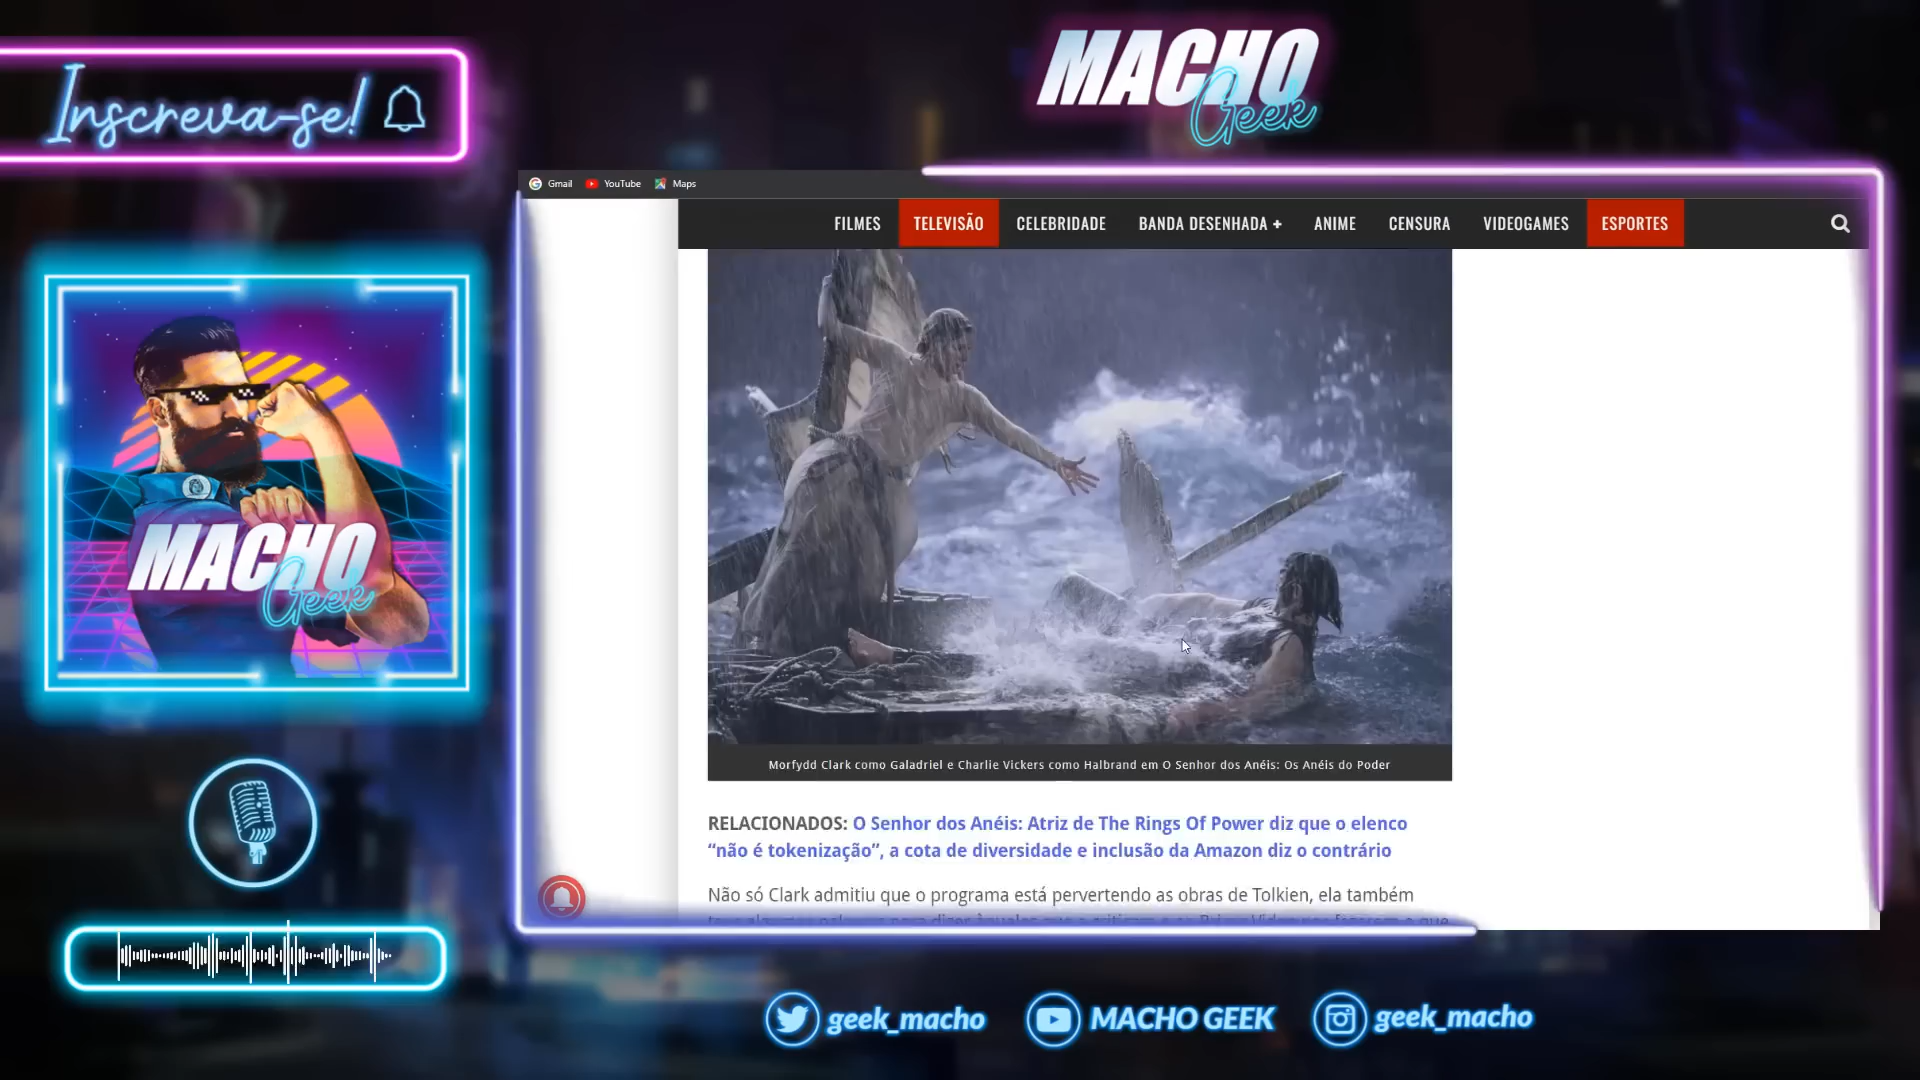 Inscreva-se!
MACHO
Geek
Gmail
YouTube
Maps
FILMES
TELEVISÃO
CELEBRIDADE
BANDA DESENHADA +
ANIME
CENSURA
VIDEOGAMES
ESPORTES
MACHO
Geek
Morfydd Clark como Galadriel e Charlie Vickers como Halbrand em O Senhor dos Anéis: Os Anéis do Poder
RELACIONADOS: O Senhor dos Anéis: Atriz de The Rings Of Power diz que o elenco
“não é tokenização”, a cota de diversidade e inclusão da Amazon diz o contrário
Não só Clark admitiu que o programa está pervertendo as obras de Tolkien, ela também
geek_macho
MACHO GEEK
geek_macho